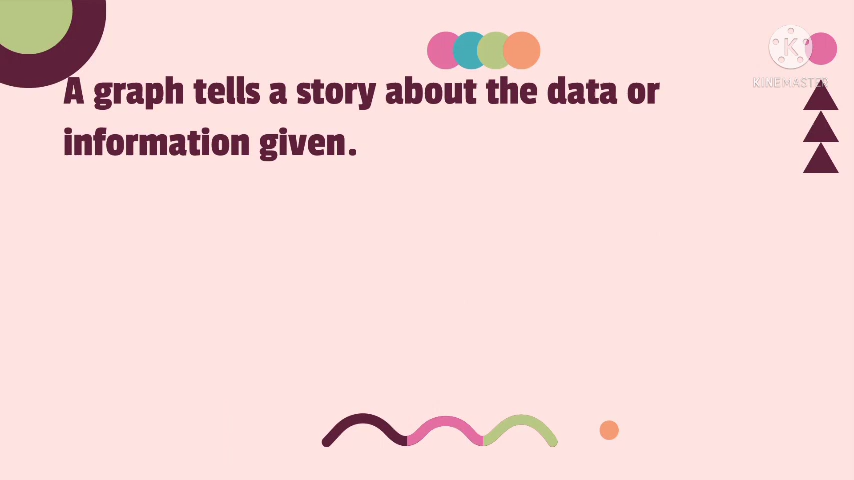 A graph tells a story about the data or
information given.
K
KINEMASTER